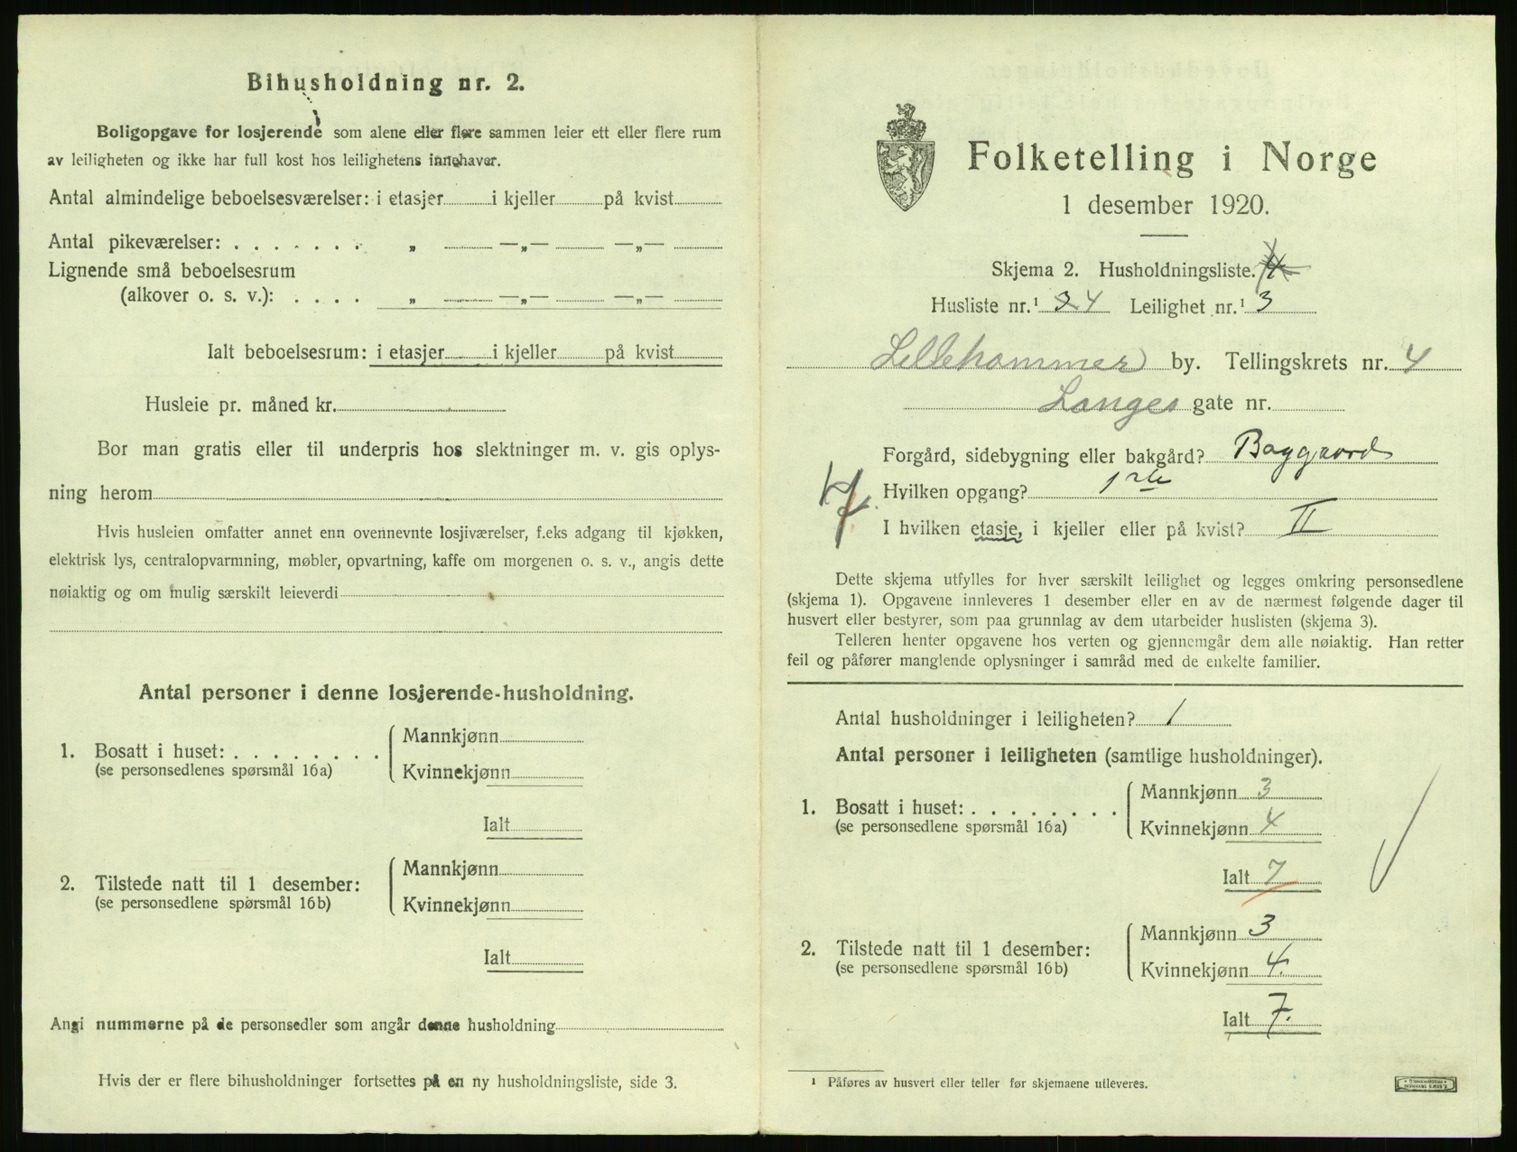 Bihusholdning nr. 2.
Boligopgave for losjerende som alene eller flere sammen leier ett eller flere rum
av leiligheten og ikke har full kost hos leilighetens innehaver.
Antal almindelige beboelsesværelser: i etasjer i kjeller på kvist
Antal pikeværelser: . . . . . . . „ —„— —„—
Lignende små beboelsesrum
(alkover o. s. v.): . . . . „ —„— —„—
Ialt beboelsesrum: i etasjer i kjeller på kvist
Husleie pr. måned kr.
Bor man gratis eller til underpris hos slektninger m. v. gis oplys-
ning herom
Hvis husleien omfatter annet enn ovennevnte losjiværelser, f.eks adgang til kjøkken,
elektrisk lys, centralopvarmning, møbler, opvartning, kaffe om morgenen o. s. v., angis dette
nøiaktig og om mulig særskilt leieverdi
Antal personer i denne losjerende-husholdning.
1. Bosatt i huset: . . . . . . . .
(se personsedlenes spørsmål 16a)
Mannkjønn
Kvinnekjønn
Ialt
2. Tilstede natt til 1 desember:
(se personsedlene spørsmål 16b)
Mannkjønn
Kvinnekjønn
Ialt
Angi nummerne på de personsedler som angår denne husholdning
Hvis der er flere bihusholdninger fortsettes på en ny husholdningsliste, side 3.
Folketelling i Norge
1 desember 1920.
Skjema 2. Husholdningsliste.
Husliste nr.¹ 4 Leilighet nr.¹ 3
Lillehammer by. Tellingskrets nr. 4
Langes gate nr.
Forgård, sidebygning eller bakgård? Baggaard
Hvilken opgang? 1ste
I hvilken etasje, i kjeller eller på kvist? II
7
Dette skjema utfylles for hver særskilt leilighet og legges omkring personsedlene
(skjema 1). Opgavene innleveres 1 desember eller en av de nærmest følgende dager til
husvert eller bestyrer, som paa grunnlag av dem utarbeider huslisten (skjema 3).
Telleren henter opgavene hos verten og gjennemgår dem alle nøiaktig. Han retter
feil og påfører manglende oplysninger i samråd med de enkelte familier.
Antal husholdninger i leiligheten? 1
Antal personer i leiligheten (samtlige husholdninger).
1. Bosatt i huset: . . . . . . . .
(se personsedlene spørsmål 16a)
Mannkjønn 3
Kvinnekjønn 4
Ialt 7
2. Tilstede natt til 1 desember:
(se personsedlene spørsmål 16b)
Mannkjønn 3
Kvinnekjønn 4.
Ialt 7.
¹ Påføres av husvert eller teller før skjemaene utleveres.